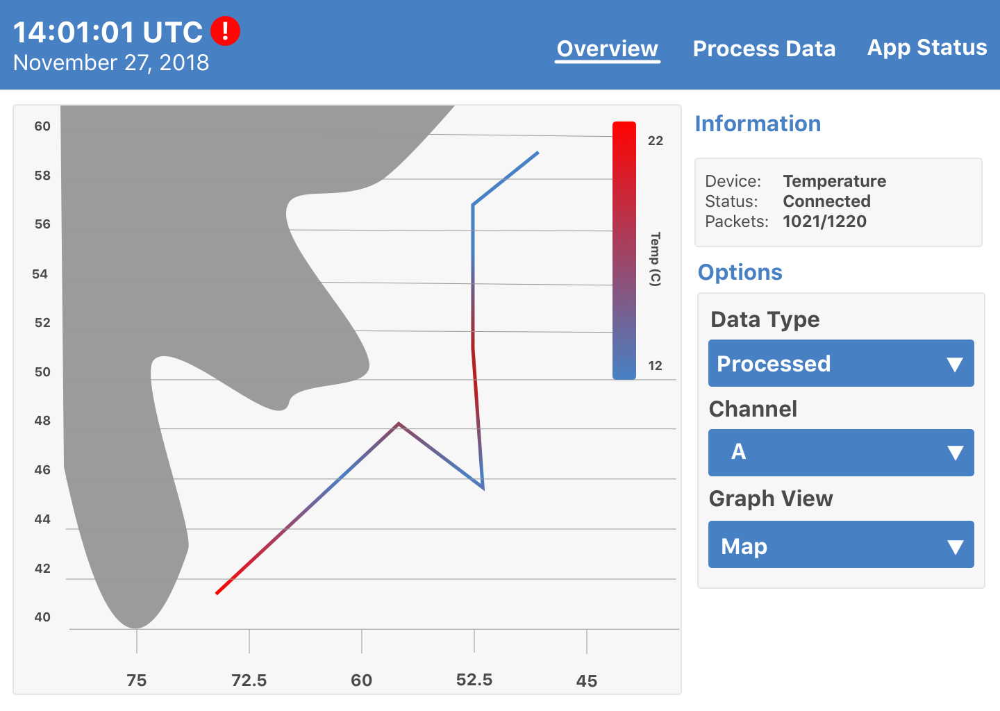 14:01:01 UTC !
November 27, 2018
Overview
Process Data
App Status
60
58
56
54
52
50
48
46
44
42
40
75
72.5
60
52.5
45
22
Temp (C)
12
Information
Device: Temperature
Status: Connected
Packets: 1021/1220
Options
Data Type
Processed
Channel
A
Graph View
Map